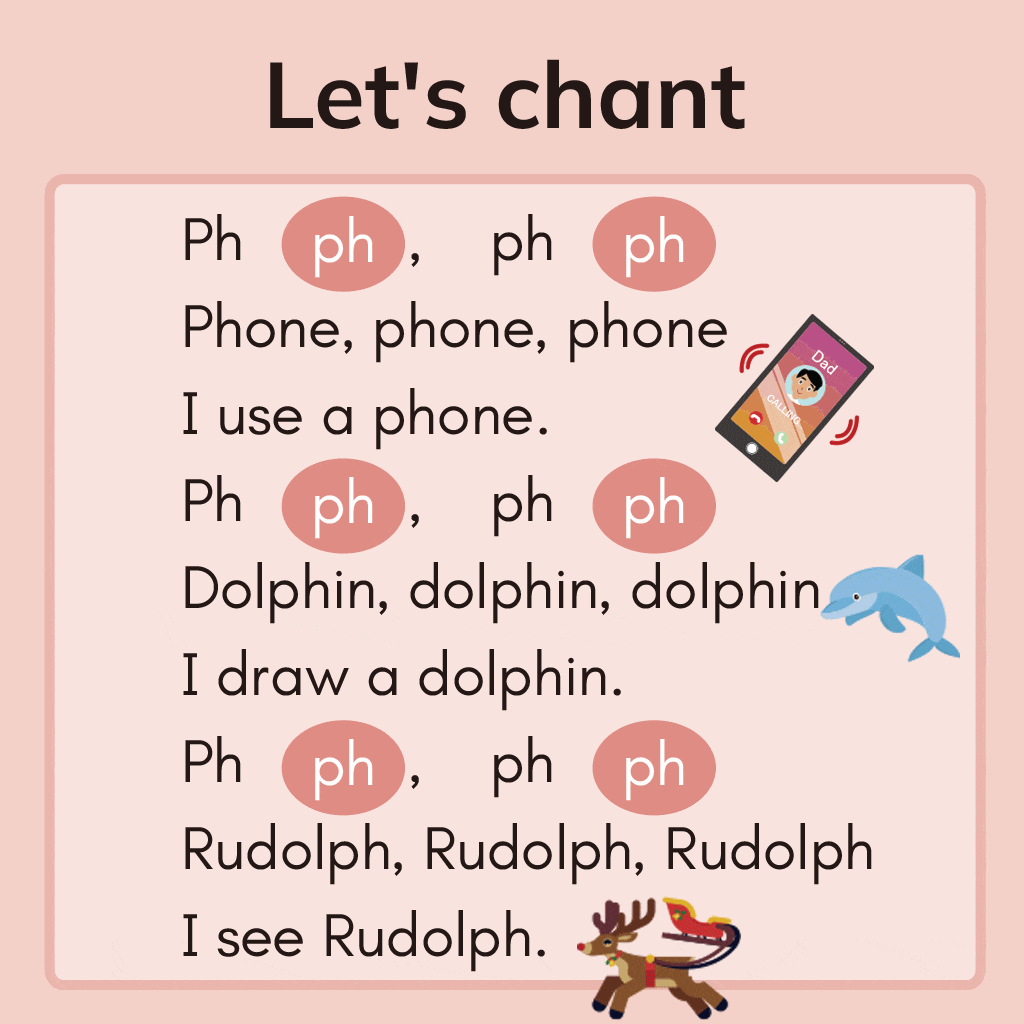 Let's chant
Ph ph, ph ph
Phone, phone, phone
I use a phone.
Dad
CALLING...
Ph ph, ph ph
Dolphin, dolphin, dolphin
I draw a dolphin.
Ph ph, ph ph
Rudolph, Rudolph, Rudolph
I see Rudolph.